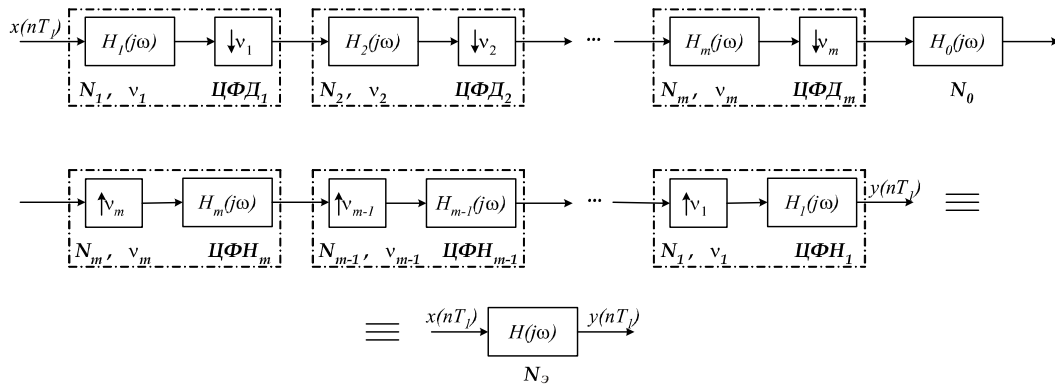 x(nT₁) H₁(jω) ↓ν₁ H₂(jω) ↓ν₂ ... Hₘ(jω) ↓νₘ H₀(jω)
N₁, ν₁ ЦФД₁ N₂, ν₂ ЦФД₂ Nₘ, νₘ ЦФДₘ N₀
↑νₘ Hₘ(jω) ↑νₘ₋₁ Hₘ₋₁(jω) ... ↑ν₁ H₁(jω) y(nT₁) ≡
Nₘ, νₘ ЦФНₘ Nₘ₋₁, νₘ₋₁ ЦФНₘ₋₁ N₁, ν₁ ЦФН₁
≡ x(nT₁) H(jω) y(nT₁)
Nэ